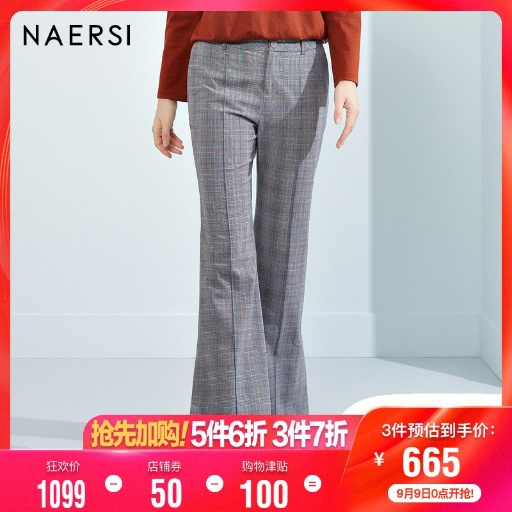 NAERSI
抢先加购! 5件6折 3件7折
3件预估到手价:
¥ 665
9月9日0点开抢!
狂欢价 店铺券 购物津贴
1099 - 50 - 100 =